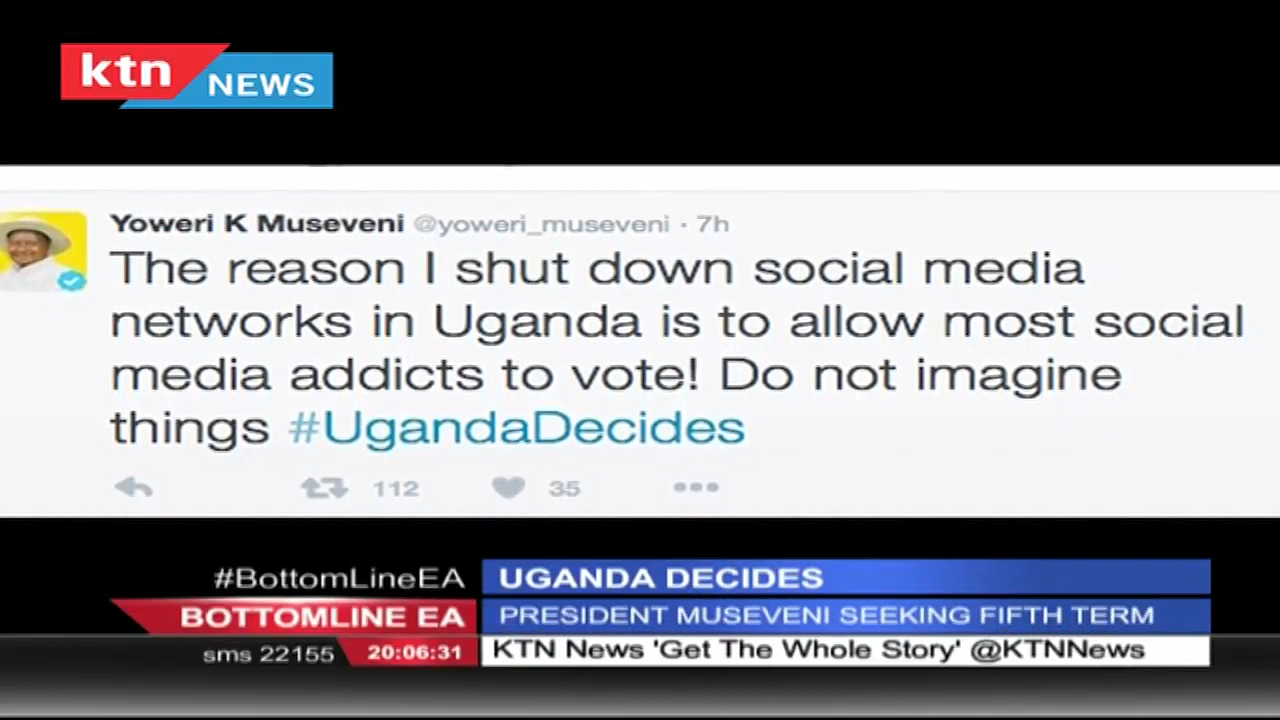 ktn NEWS
Yoweri K Museveni @yoweri_museveni · 7h
The reason I shut down social media
networks in Uganda is to allow most social
media addicts to vote! Do not imagine
things #UgandaDecides
112 35
#BottomLineEA
UGANDA DECIDES
BOTTOMLINE EA
PRESIDENT MUSEVENI SEEKING FIFTH TERM
sms 22155 20:06:31
KTN News 'Get The Whole Story' @KTNNews